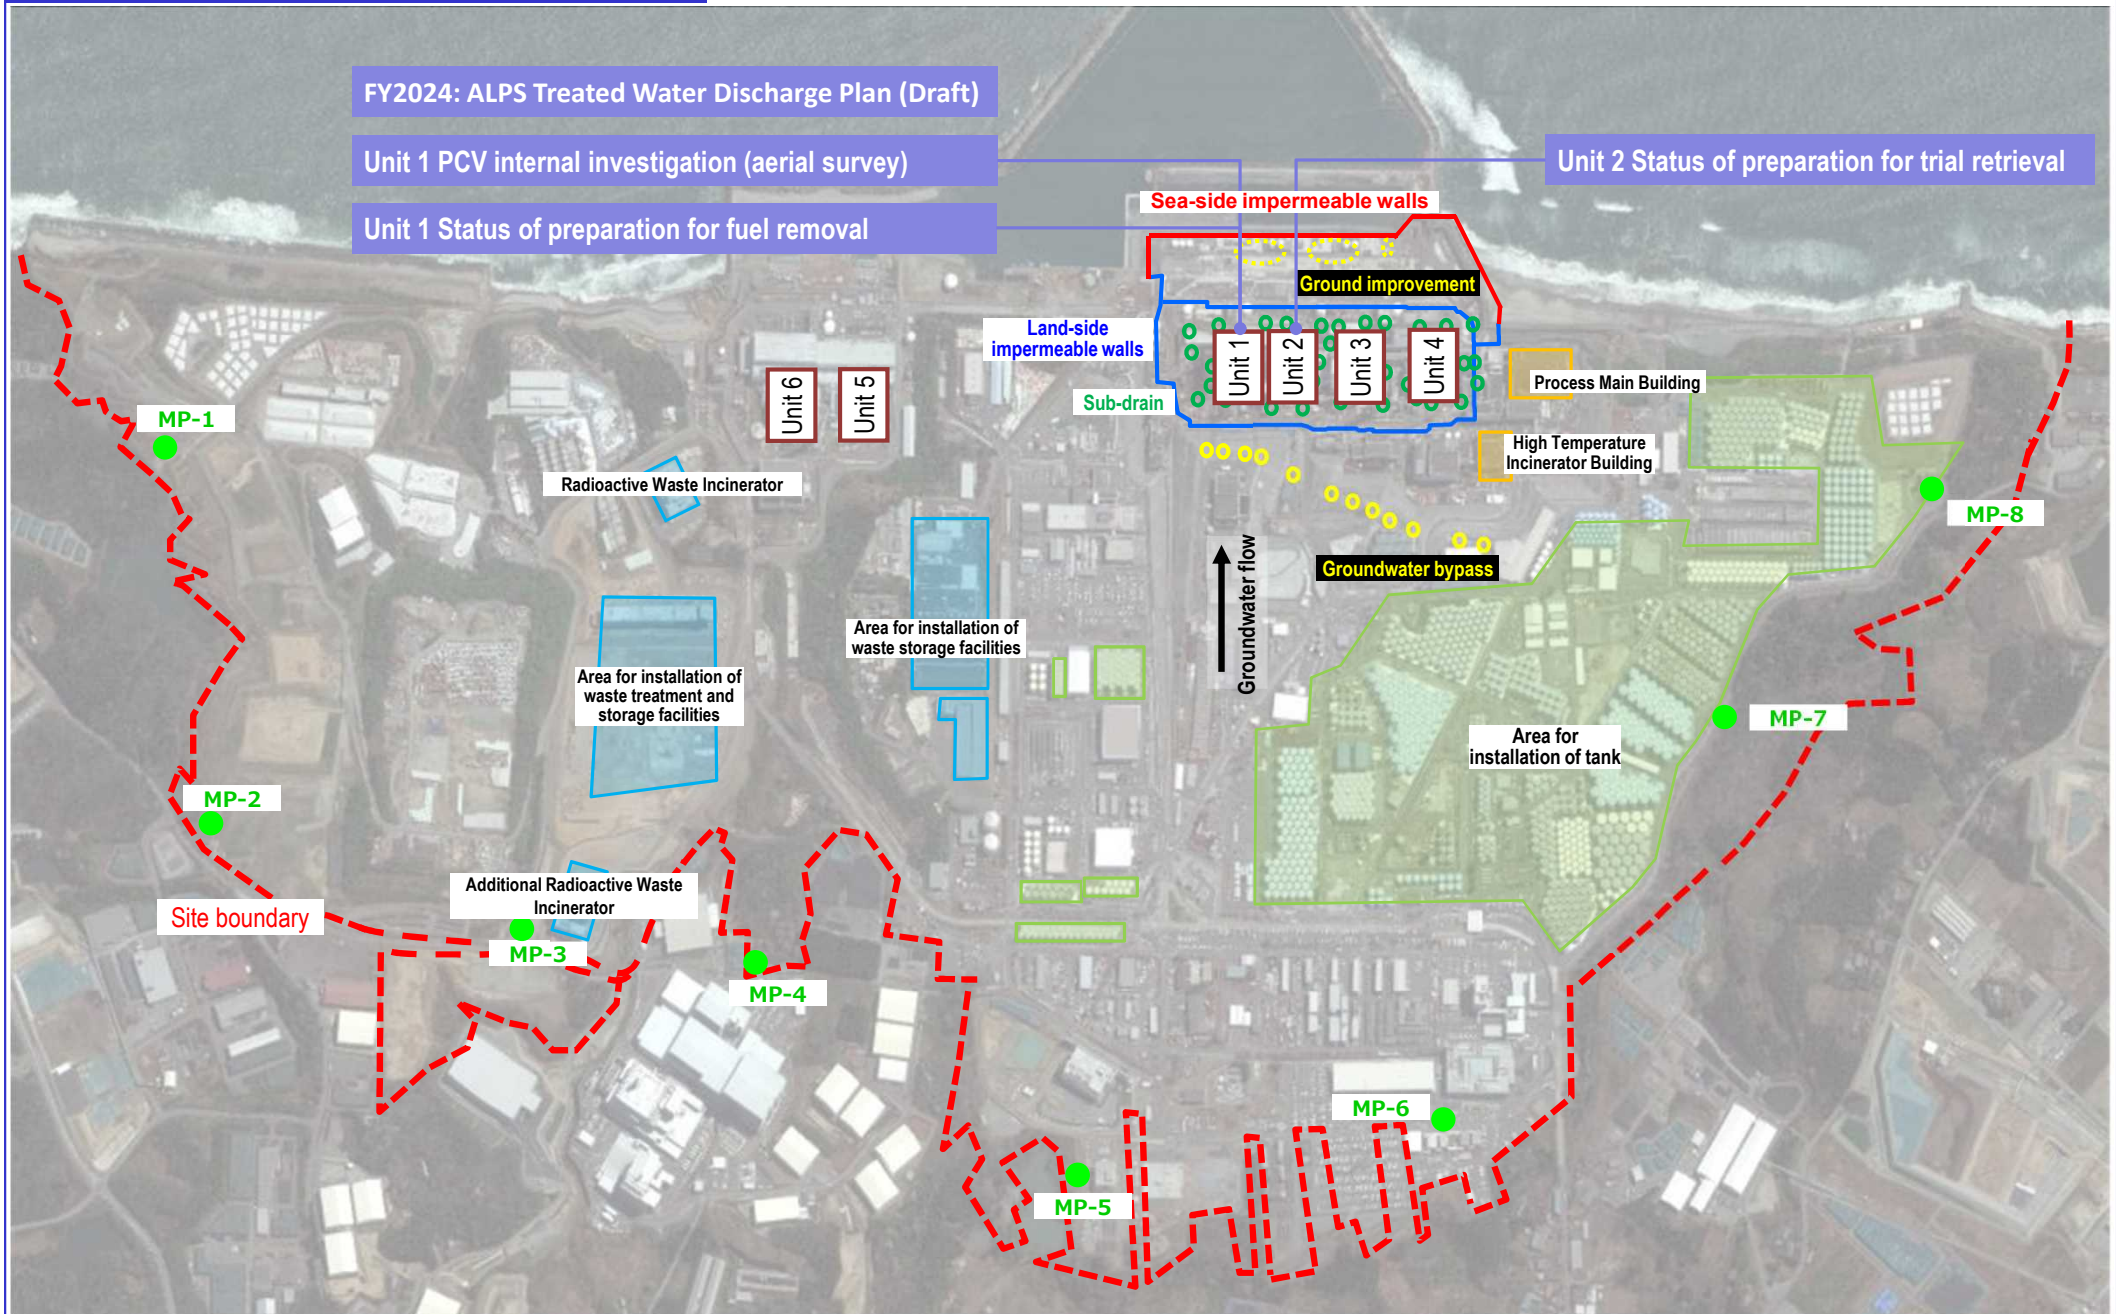 FY2024: ALPS Treated Water Discharge Plan (Draft)
Unit 1 PCV internal investigation (aerial survey)
Unit 2 Status of preparation for trial retrieval
Unit 1 Status of preparation for fuel removal
Sea-side impermeable walls
Ground improvement
Land-side
impermeable walls
Unit 1
Unit 2
Unit 3
Unit 4
Unit 6
Unit 5
Process Main Building
Sub-drain
MP-1
High Temperature
Incinerator Building
Radioactive Waste Incinerator
MP-8
Groundwater flow
Groundwater bypass
Area for installation of
waste storage facilities
Area for installation of
waste treatment and
storage facilities
MP-7
Area for
installation of tank
MP-2
Additional Radioactive Waste
Incinerator
Site boundary
MP-3
MP-4
MP-6
MP-5